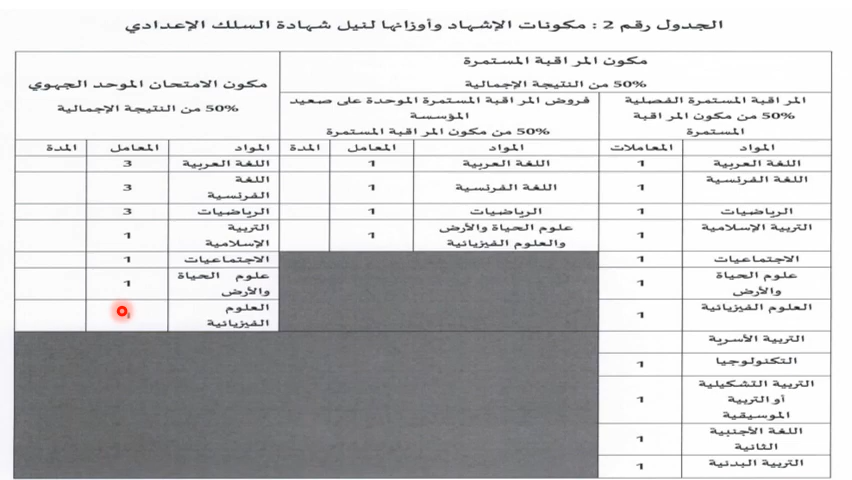 الجدول رقم 2 : مكونات الإشهاد وأوزانها لنيل شهادة السلك الإعدادي
مكون المراقبة المستمرة
50% من النتيجة الإجمالية
مكون الامتحان الموحد الجهوي
50% من النتيجة الإجمالية
المراقبة المستمرة الفصلية
50% من مكون المراقبة
المستمرة
فروض المراقبة المستمرة الموحدة على صعيد
المؤسسة
50% من مكون المراقبة المستمرة
المواد المعاملات المواد المعامل المدة المواد المعامل المدة
اللغة العربية 1 اللغة العربية 1 اللغة العربية 3
اللغة الفرنسية 1 اللغة الفرنسية 1 اللغة
الفرنسية 3
الرياضيات 1 الرياضيات 1 الرياضيات 3
التربية الإسلامية 1 علوم الحياة والأرض
والعلوم الفيزيائية 1 التربية
الإسلامية 1
الاجتماعيات 1 الاجتماعيات 1
علوم الحياة
والأرض 1 علوم الحياة
والأرض 1
العلوم الفيزيائية 1 العلوم
الفيزيائية
التربية الأسرية
التكنولوجيا 1
التربية التشكيلية
أو التربية
الموسيقية 1
اللغة الأجنبية
الثانية 1
التربية البدنية 1